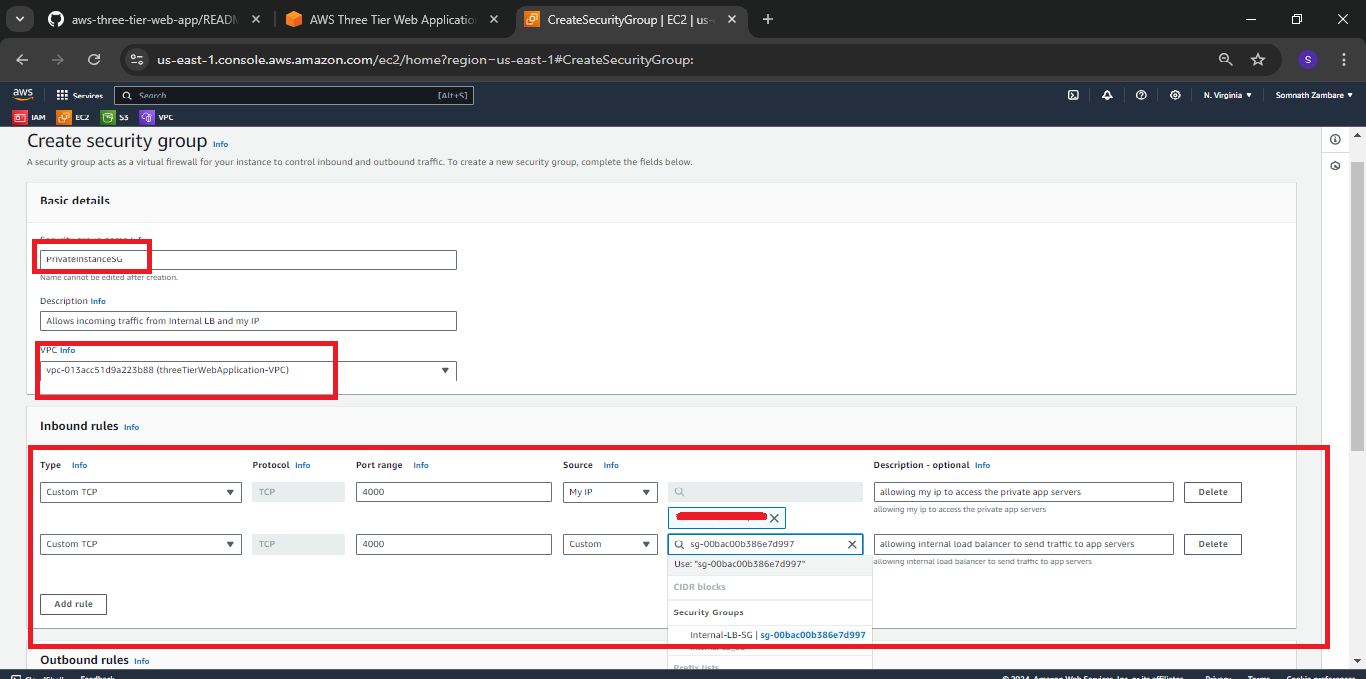 aws-three-tier-web-app/READM
AWS Three Tier Web Application
CreateSecurityGroup | EC2 | us-e
us-east-1.console.aws.amazon.com/ec2/home?region=us-east-1#CreateSecurityGroup:
S
aws
Services
Search
[Alt+S]
N. Virginia
Somnath Zambare
IAM
EC2
S3
VPC
Create security group Info
A security group acts as a virtual firewall for your instance to control inbound and outbound traffic. To create a new security group, complete the fields below.
Basic details
Security group name Info
PrivateInstanceSG
Name cannot be edited after creation.
Description Info
Allows incoming traffic from Internal LB and my IP
VPC Info
vpc-013acc51d9a223b88 (threeTierWebApplication-VPC)
Inbound rules Info
Type Info Protocol Info Port range Info Source Info Description - optional Info
Custom TCP TCP 4000 My IP allowing my ip to access the private app servers Delete
allowing my ip to access the private app servers
Custom TCP TCP 4000 Custom sg-00bac00b386e7d997 allowing internal load balancer to send traffic to app servers Delete
Use: "sg-00bac00b386e7d997" allowing internal load balancer to send traffic to app servers
CIDR blocks
Add rule
Security Groups
Internal-LB-SG | sg-00bac00b386e7d997
Outbound rules Info
Prefix lists
CloudShell Feedback
© 2024, Amazon Web Services, Inc. or its affiliates. Privacy Terms Cookie preferences